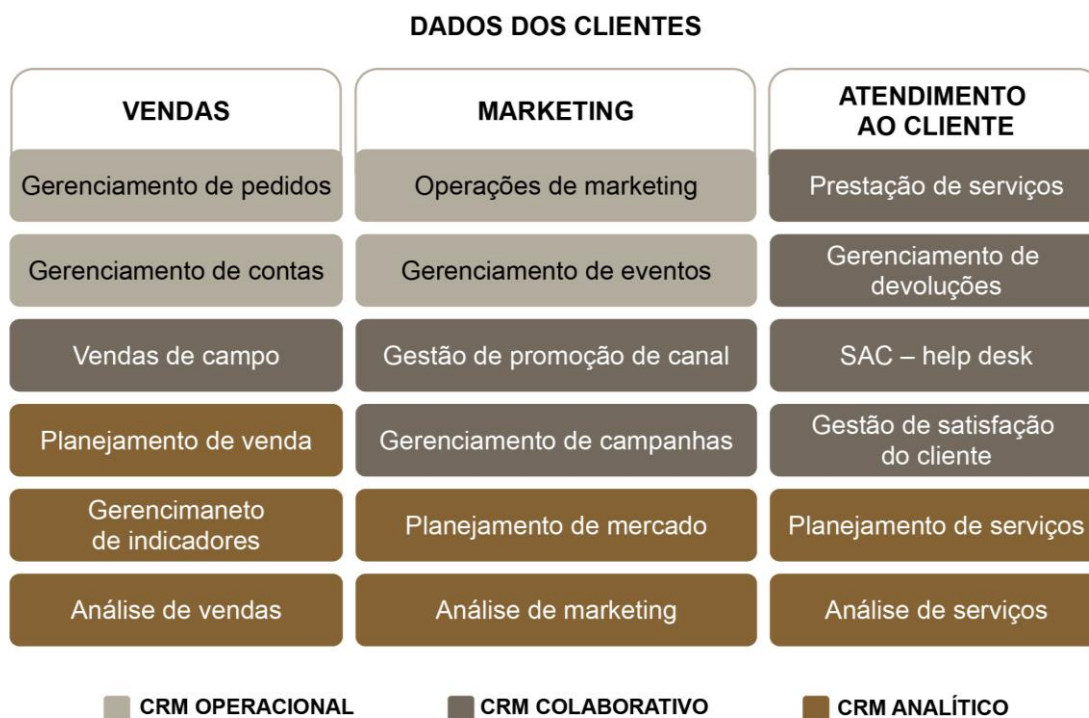 DADOS DOS CLIENTES
VENDAS
MARKETING
ATENDIMENTO
AO CLIENTE
Gerenciamento de pedidos
Operações de marketing
Prestação de serviços
Gerenciamento de contas
Gerenciamento de eventos
Gerenciamento de
devoluções
Vendas de campo
Gestão de promoção de canal
SAC – help desk
Planejamento de venda
Gerenciamento de campanhas
Gestão de satisfação
do cliente
Gerencimaneto
de indicadores
Planejamento de mercado
Planejamento de serviços
Análise de vendas
Análise de marketing
Análise de serviços
CRM OPERACIONAL
CRM COLABORATIVO
CRM ANALÍTICO